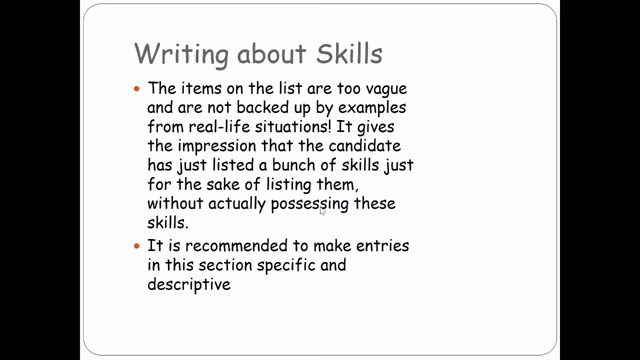 Writing about Skills
• The items on the list are too vague
and are not backed up by examples
from real-life situations! It gives
the impression that the candidate
has just listed a bunch of skills just
for the sake of listing them,
without actually possessing these
skills.
• It is recommended to make entries
in this section specific and
descriptive